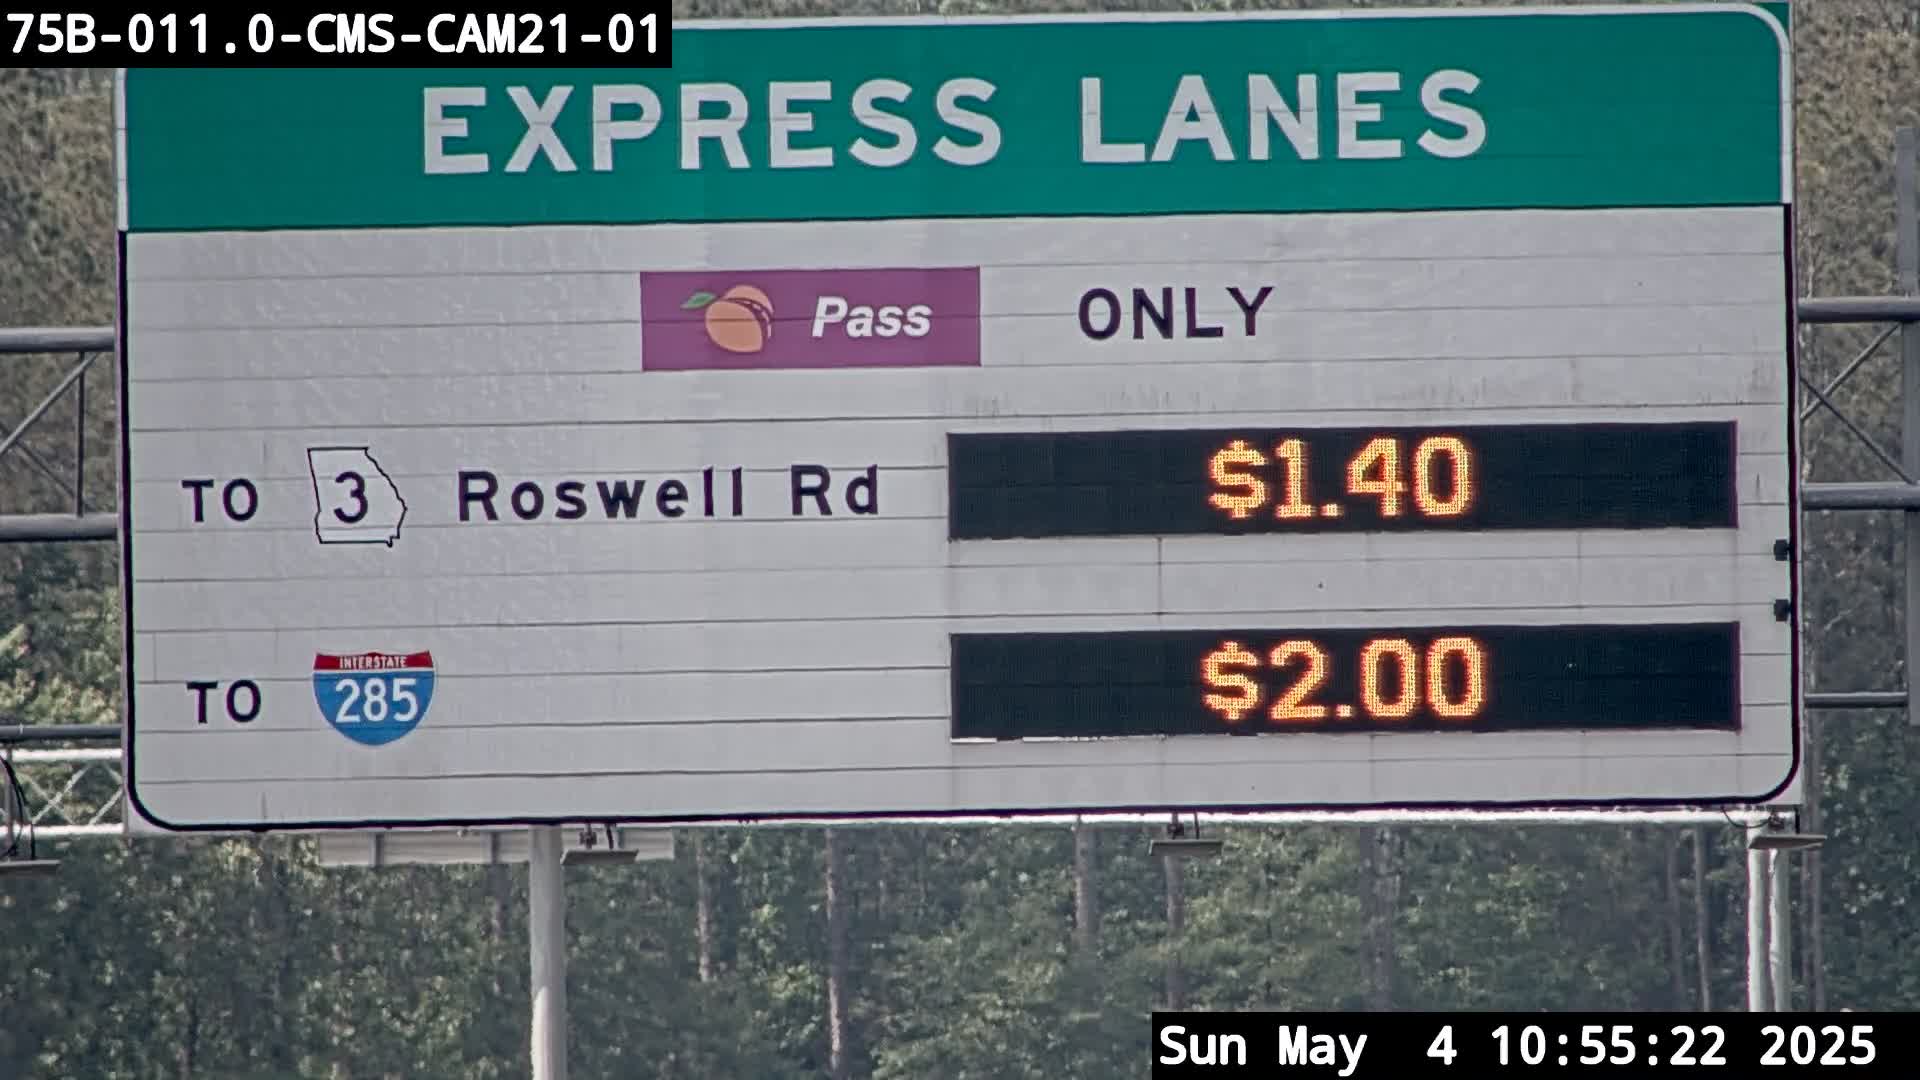 75B-011.0-CMS-CAM21-01
EXPRESS LANES
Pass ONLY
TO 3 Roswell Rd $1.40
TO INTERSTATE 285 $2.00
Sun May 4 10:55:22 2025